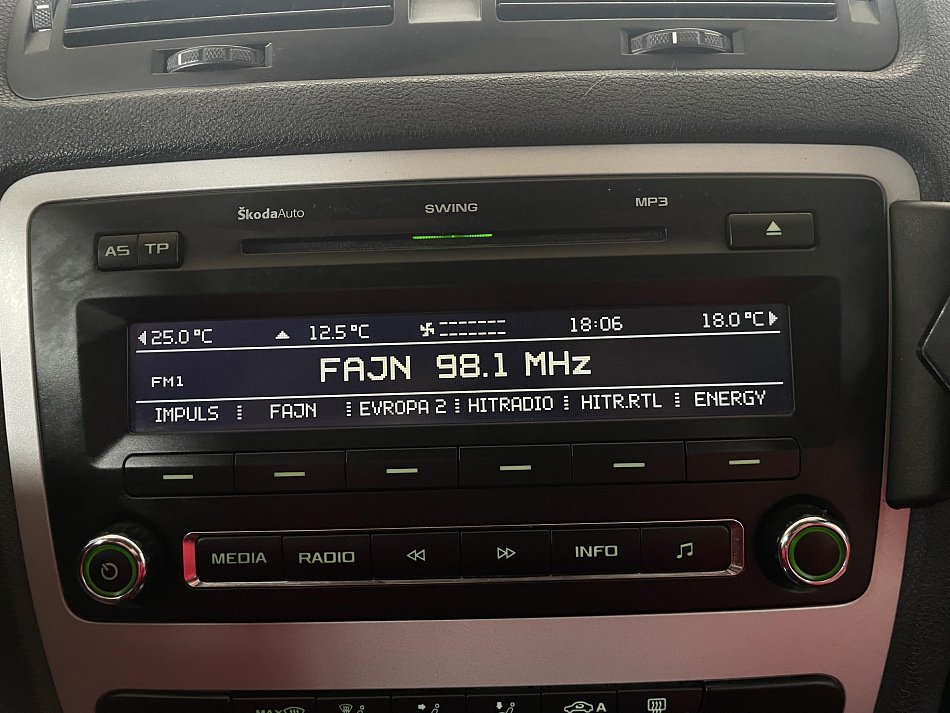 ŠkodaAuto SWING MP3
AS TP
25.0 °C 12.5 °C 18:06 18.0 °C
FM1 FAJN 98.1 MHz
IMPULS FAJN EVROPA 2 HITRADIO HITR.RTL ENERGY
MEDIA RADIO INFO
MAX A